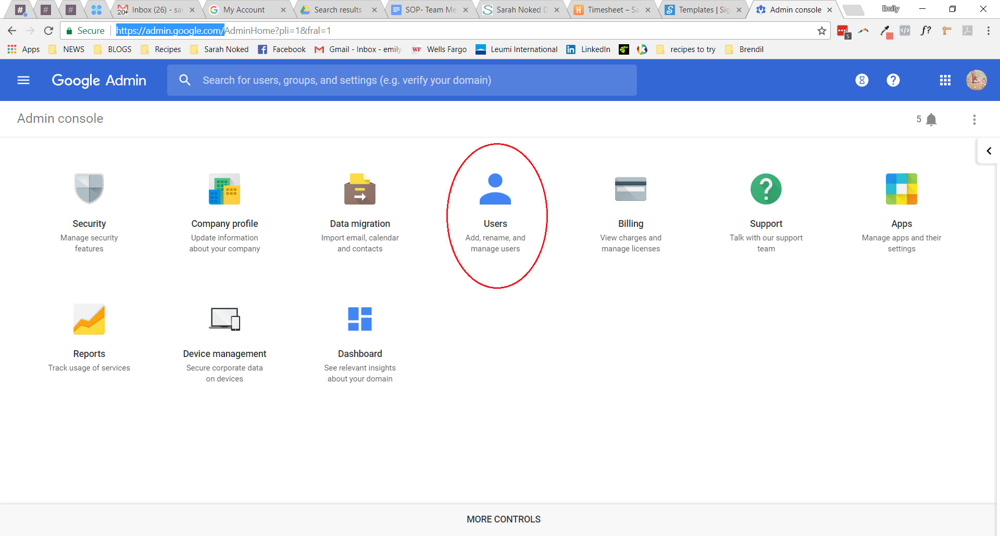 # # # 20+ Inbox (26) - sar My Account Search results - SOP- Team Me Sarah Noked D H Timesheet – Sa S Templates | Sig Admin console Emily
Secure https://admin.google.com/AdminHome?pli=1&fral=1 5 f?
Apps NEWS BLOGS Recipes Sarah Noked Facebook Gmail - Inbox - emily. WF Wells Fargo Leumi International in LinkedIn recipes to try Brendil
Google Admin Search for users, groups, and settings (e.g. verify your domain) ?
Admin console 5
Security Company profile Data migration Users Billing Support Apps
Manage security Update information Import email, calendar Add, rename, and View charges and Talk with our support Manage apps and their
features about your company and contacts manage users manage licenses team settings
Reports Device management Dashboard
Track usage of services Secure corporate data See relevant insights
on devices about your domain
MORE CONTROLS